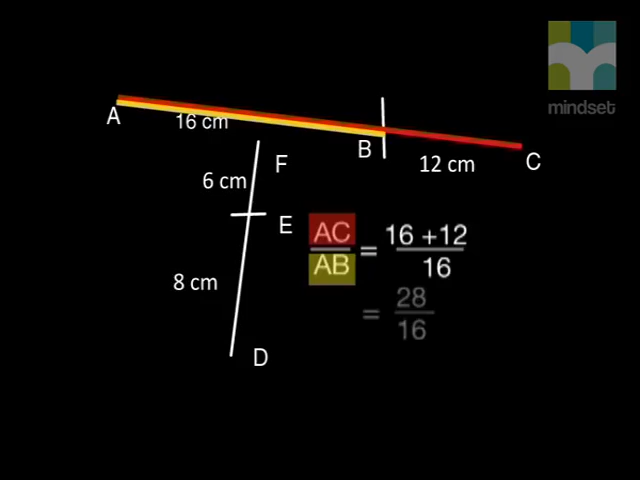 mindset
A
16 cm
B
12 cm
C
F
6 cm
E
8 cm
D
AC/AB = 16 +12/16
= 28/16